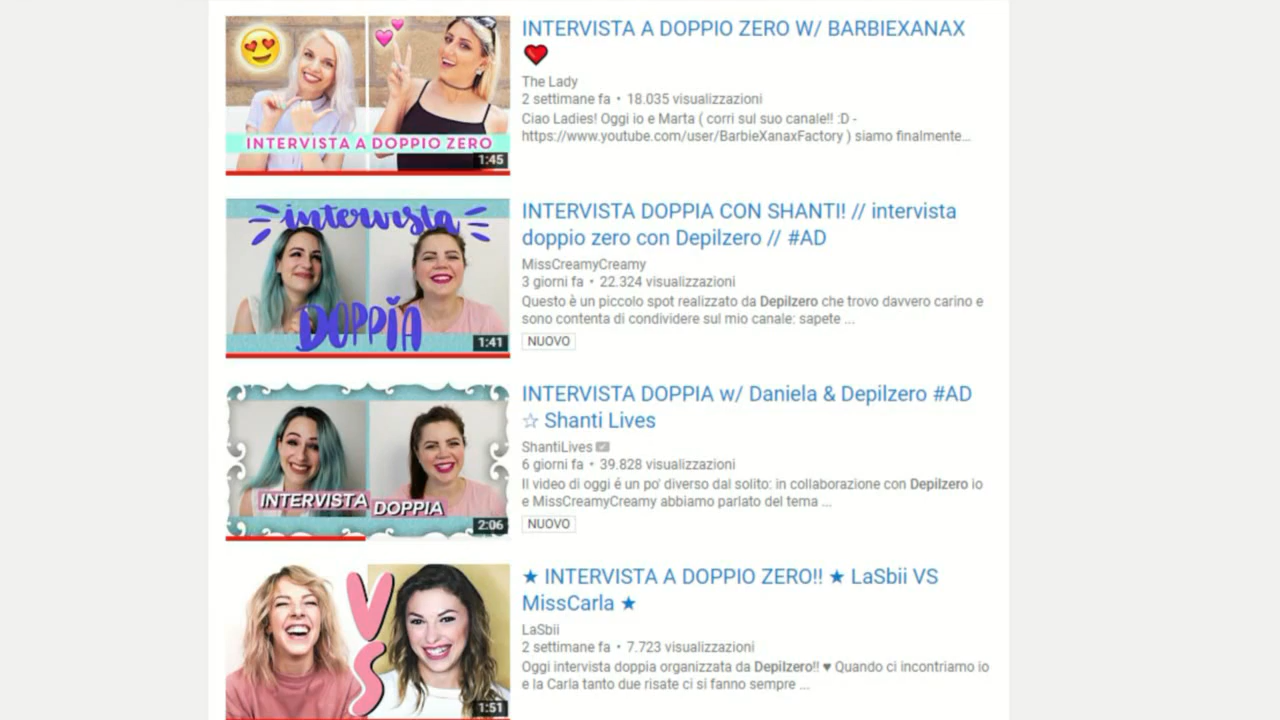 INTERVISTA A DOPPIO ZERO
1:45
INTERVISTA A DOPPIO ZERO W/ BARBIEXANAX
❤
The Lady
2 settimane fa • 18.035 visualizzazioni
Ciao Ladies! Oggi io e Marta ( corri sul suo canale!! :D -
https://www.youtube.com/user/BarbieXanaxFactory ) siamo finalmente...
intervista
DOPPIA
1:41
INTERVISTA DOPPIA CON SHANTI! // intervista
doppio zero con Depilzero // #AD
MissCreamyCreamy
3 giorni fa • 22.324 visualizzazioni
Questo è un piccolo spot realizzato da Depilzero che trovo davvero carino e
sono contenta di condividere sul mio canale: sapete ...
NUOVO
INTERVISTA DOPPIA
2:06
INTERVISTA DOPPIA w/ Daniela & Depilzero #AD
☆ Shanti Lives
ShantiLives
6 giorni fa • 39.828 visualizzazioni
Il video di oggi é un po' diverso dal solito: in collaborazione con Depilzero io
e MissCreamyCreamy abbiamo parlato del tema ...
NUOVO
VS
1:51
★ INTERVISTA A DOPPIO ZERO!! ★ LaSbii VS
MissCarla ★
LaSbii
2 settimane fa • 7.723 visualizzazioni
Oggi intervista doppia organizzata da Depilzero!! ♥ Quando ci incontriamo io
e la Carla tanto due risate ci si fanno sempre ...